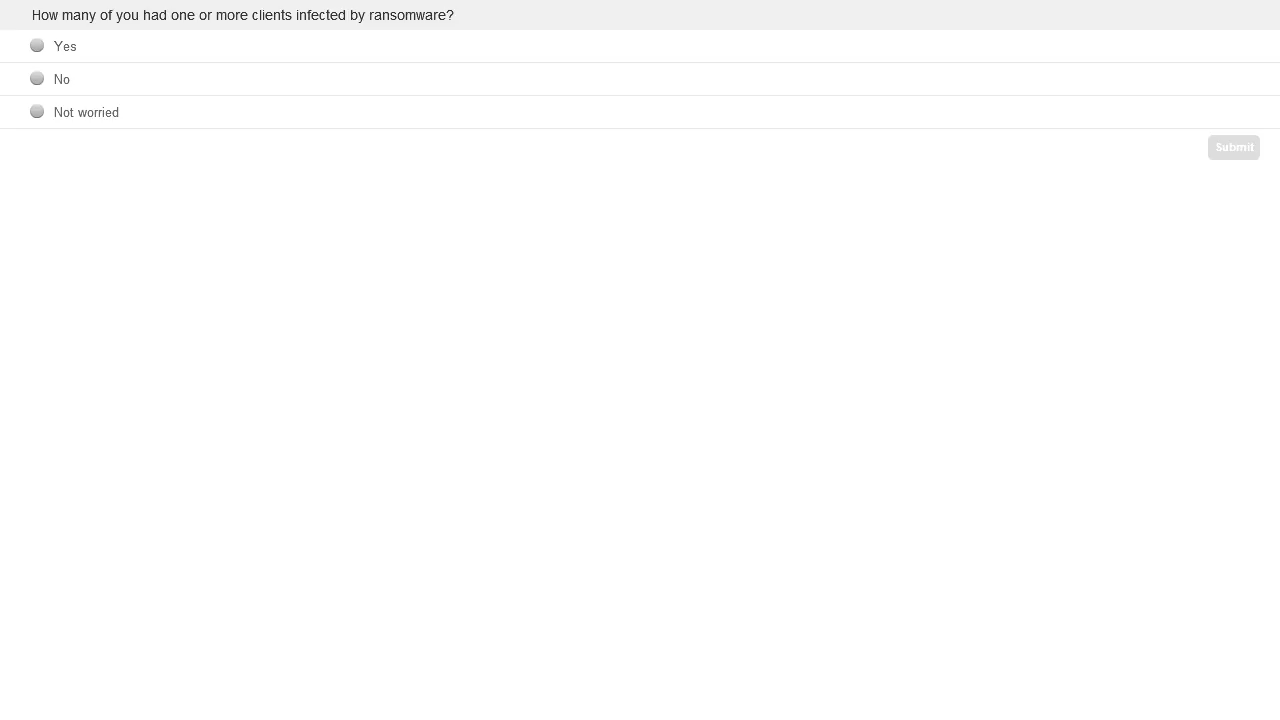 How many of you had one or more clients infected by ransomware?
Yes
No
Not worried
Submit